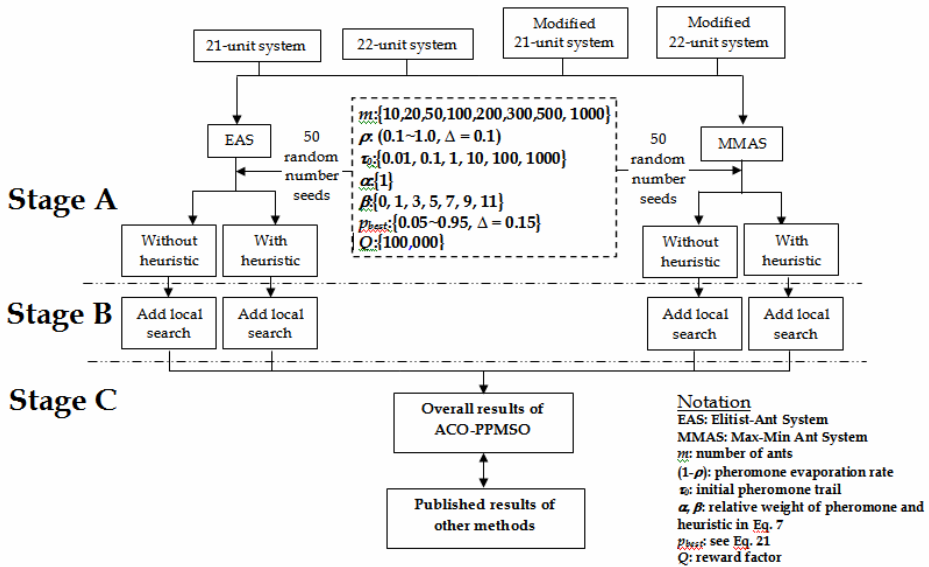 21-unit system
22-unit system
Modified
21-unit system
Modified
22-unit system
EAS
50
random
number
seeds
m:{10,20,50,100,200,300,500, 1000}
ρ: (0.1~1.0, Δ = 0.1)
τ0:{0.01, 0.1, 1, 10, 100, 1000}
α:{1}
β:{0, 1, 3, 5, 7, 9, 11}
pbest:{0.05~0.95, Δ = 0.15}
Q:{100,000}
50
random
number
seeds
MMAS
Stage A
Without
heuristic
With
heuristic
Without
heuristic
With
heuristic
Stage B
Add local
search
Add local
search
Add local
search
Add local
search
Stage C
Overall results of
ACO-PPMSO
Published results of
other methods
Notation
EAS: Elitist-Ant System
MMAS: Max-Min Ant System
m: number of ants
(1-ρ): pheromone evaporation rate
τ0: initial pheromone trail
α, β: relative weight of pheromone and
heuristic in Eq. 7
pbest: see Eq. 21
Q: reward factor